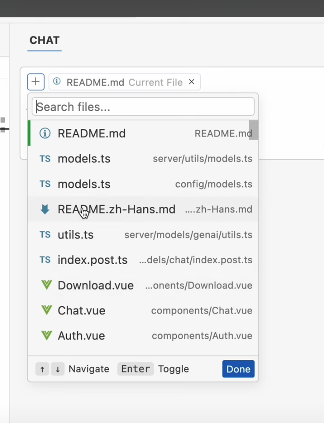 CHAT
+ README.md Current File ×
Search files...
README.md README.md
TS models.ts server/utils/models.ts
TS models.ts config/models.ts
README.zh-Hans.md ....zh-Hans.md
TS utils.ts server/models/genai/utils.ts
TS index.post.ts ...dels/chat/index.post.ts
Download.vue ...onents/Download.vue
Chat.vue components/Chat.vue
Auth.vue components/Auth.vue
↑ ↓ Navigate Enter Toggle Done